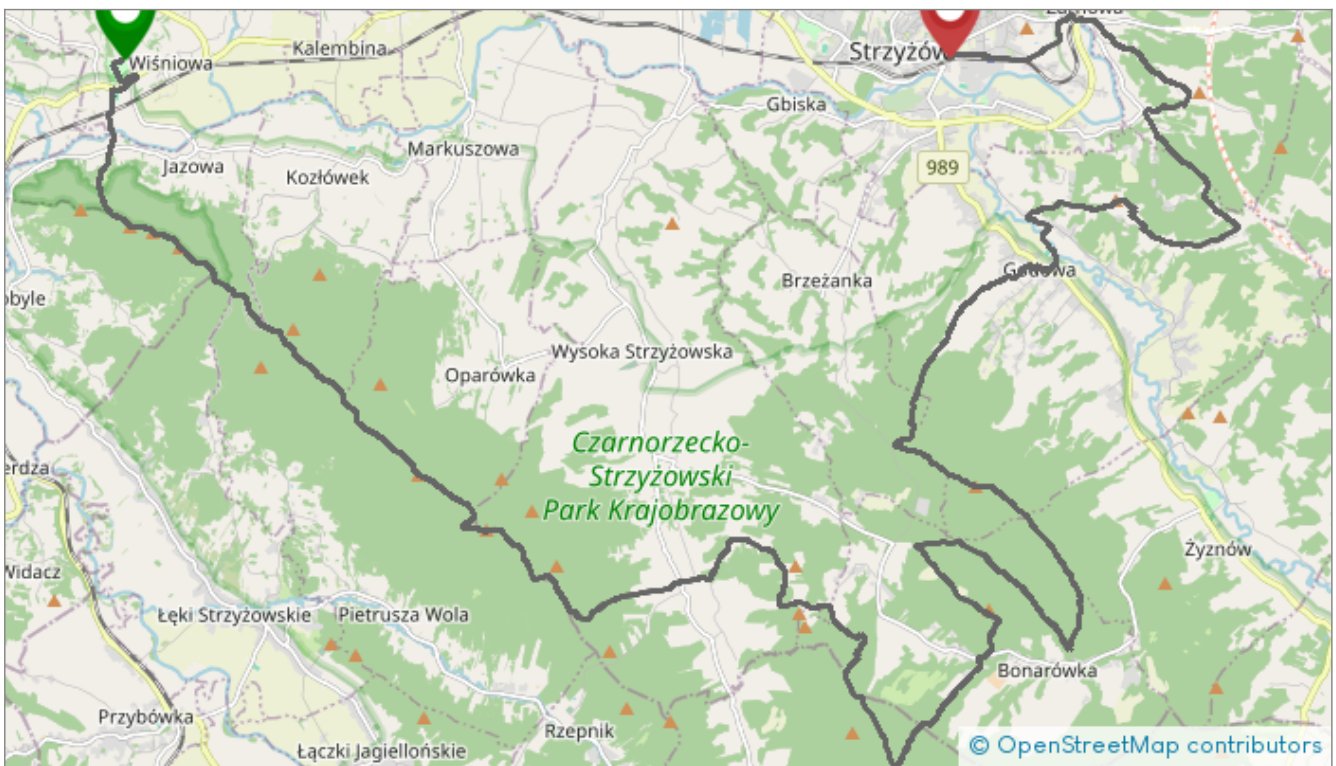 Żarnowa
Kalembina
Strzyżów
Wiśniowa
Gbiska
Markuszowa
Jazowa
989
Kozłówek
Godowa
Brzeżanka
obyle
Wysoka Strzyżowska
Oparówka
Czarnorzecko-
Strzyżowski
Park Krajobrazowy
erdza
Żyznów
Widacz
Łęki Strzyżowskie
Pietrusza Wola
Bonarówka
Przybówka
Rzepnik
Łączki Jagiellońskie
© OpenStreetMap contributors